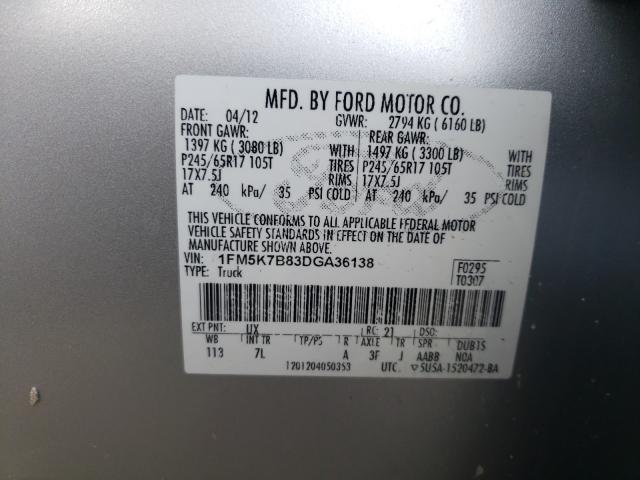 MFD. BY FORD MOTOR CO.
DATE: 04/12 GVWR: 2794 KG ( 6160 LB)
FRONT GAWR: REAR GAWR:
1397 KG ( 3080 LB) WITH 1497 KG ( 3300 LB) WITH
P245/65R17 105T TIRES P245/65R17 105T TIRES
17X7.5J RIMS 17X7.5J RIMS
AT 240 kPa/ 35 PSI COLD AT 240 kPa/ 35 PSI COLD
THIS VEHICLE CONFORMS TO ALL APPLICABLE FEDERAL MOTOR
VEHICLE SAFETY STANDARDS IN EFFECT ON THE DATE OF
MANUFACTURE SHOWN ABOVE.
VIN: 1FM5K7B83DGA36138 F0295
TYPE: Truck T0307
EXT PNT: UX RC: 21 DSO:
WB INT TR TP/PS R AXLE TR SPR DUBIS
113 7L A 3F J AABB NOA
1201204050353 UTC ▽5USA-1520472-BA